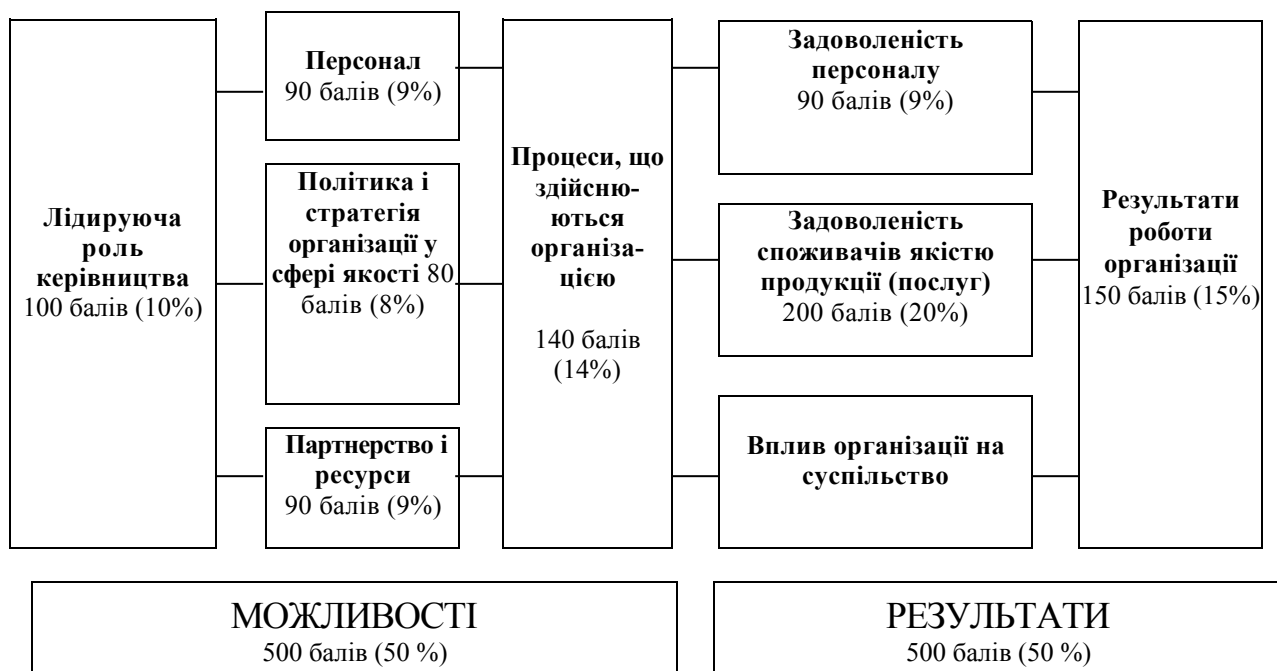 Лідируюча
роль
керівництва
100 балів (10%)
Персонал
90 балів (9%)
Політика і
стратегія
організації у
сфері якості 80
балів (8%)
Партнерство і
ресурси
90 балів (9%)
Процеси, що
здійсню-
ються
організа-
цією
140 балів
(14%)
Задоволеність
персоналу
90 балів (9%)
Задоволеність
споживачів якістю
продукції (послуг)
200 балів (20%)
Вплив організації на
суспільство
Результати
роботи
організації
150 балів (15%)
МОЖЛИВОСТІ
500 балів (50 %)
РЕЗУЛЬТАТИ
500 балів (50 %)